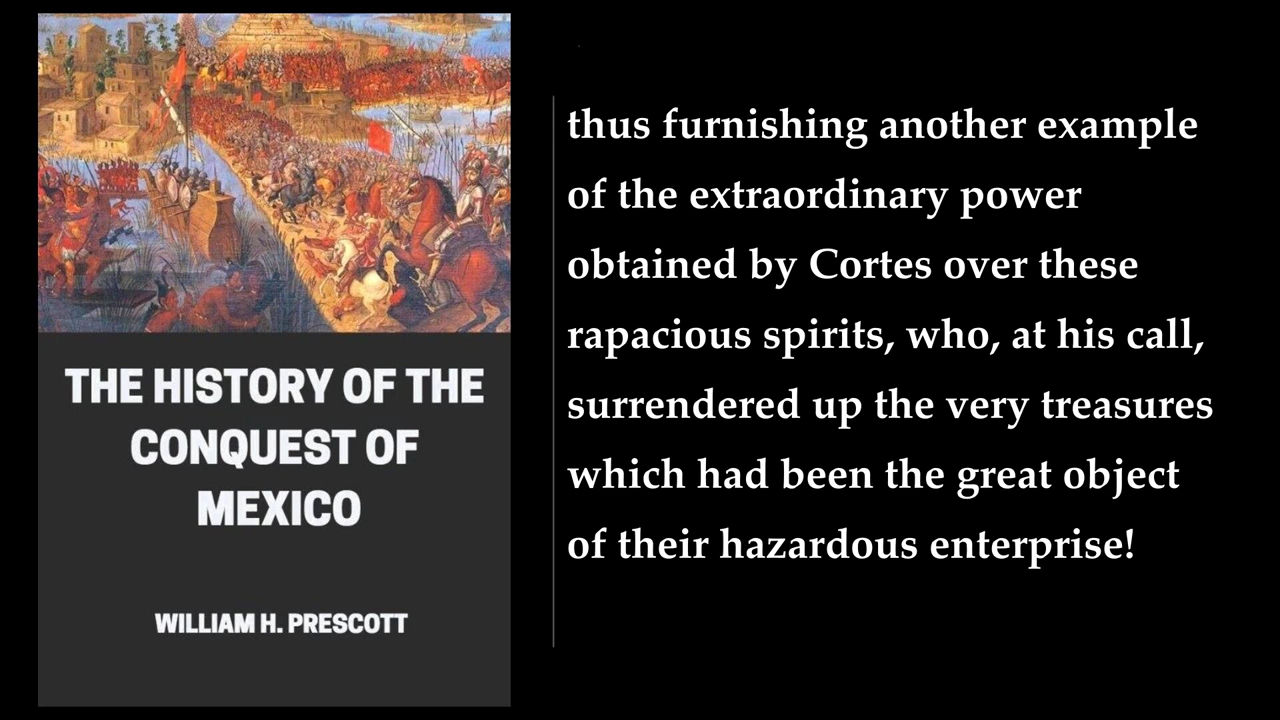 THE HISTORY OF THE
CONQUEST OF
MEXICO
WILLIAM H. PRESCOTT
thus furnishing another example
of the extraordinary power
obtained by Cortes over these
rapacious spirits, who, at his call,
surrendered up the very treasures
which had been the great object
of their hazardous enterprise!